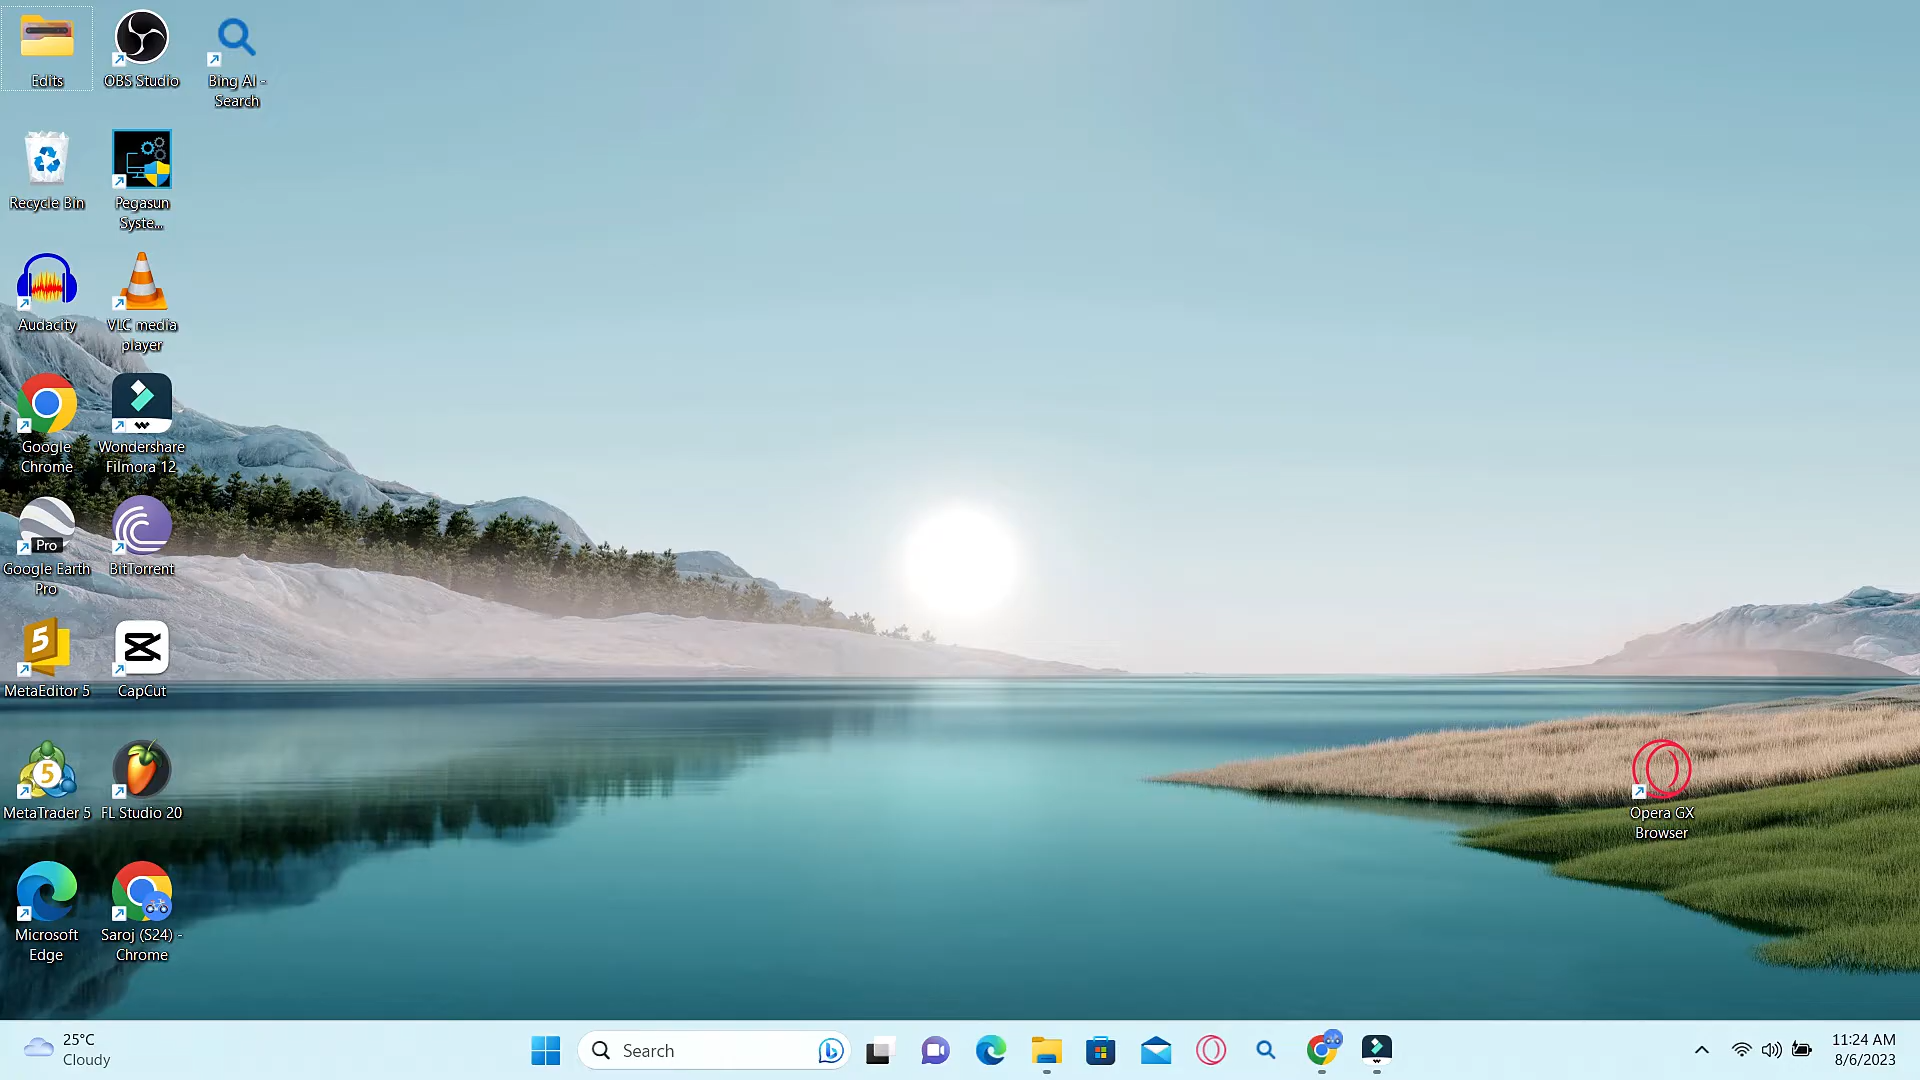 Edits
OBS Studio
Bing AI -
Search
Recycle Bin
Pegasun
Syste...
Audacity
VLC media
player
Google
Chrome
Wondershare
Filmora 12
Pro
Google Earth
Pro
BitTorrent
5
MetaEditor 5
CapCut
5
MetaTrader 5
FL Studio 20
Opera GX
Browser
Microsoft
Edge
Saroj (S24) -
Chrome
25°C
Cloudy
Search
11:24 AM
8/6/2023